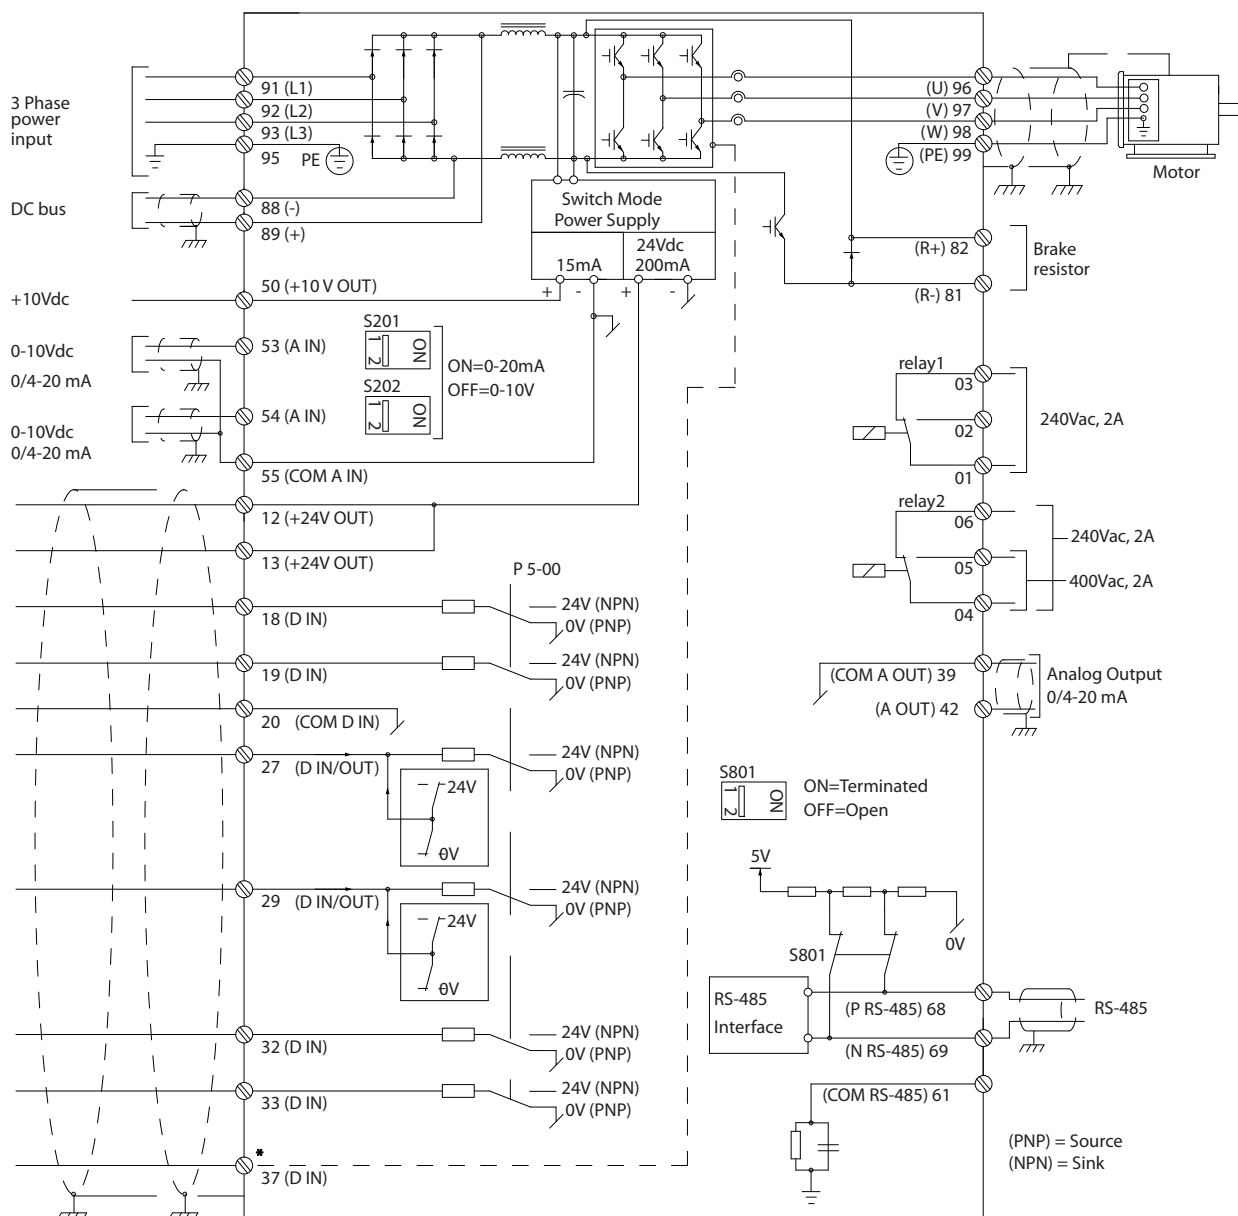 3 Phase
power
input
91 (L1)
92 (L2)
93 (L3)
95
PE
DC bus
88 (-)
89 (+)
+10Vdc
50 (+10 V OUT)
0-10Vdc
0/4-20 mA
53 (A IN)
0-10Vdc
0/4-20 mA
54 (A IN)
55 (COM A IN)
12 (+24V OUT)
13 (+24V OUT)
18 (D IN)
19 (D IN)
20 (COM D IN)
27 (D IN/OUT)
29 (D IN/OUT)
32 (D IN)
33 (D IN)
*
37 (D IN)
S201
1 2
ON
S202
1 2
ON
ON=0-20mA
OFF=0-10V
Switch Mode
Power Supply
15mA
24Vdc
200mA
+ - + -
P 5-00
24V (NPN)
0V (PNP)
24V (NPN)
0V (PNP)
24V (NPN)
0V (PNP)
24V
0V
24V (NPN)
0V (PNP)
24V
0V
24V (NPN)
0V (PNP)
24V (NPN)
0V (PNP)
(U) 96
(V) 97
(W) 98
(PE) 99
Motor
(R+) 82
(R-) 81
Brake
resistor
relay1
03
02
01
240Vac, 2A
relay2
06
05
04
240Vac, 2A
400Vac, 2A
(COM A OUT) 39
(A OUT) 42
Analog Output
0/4-20 mA
S801
1 2
ON
ON=Terminated
OFF=Open
5V
0V
S801
RS-485
Interface
(P RS-485) 68
(N RS-485) 69
RS-485
(COM RS-485) 61
(PNP) = Source
(NPN) = Sink